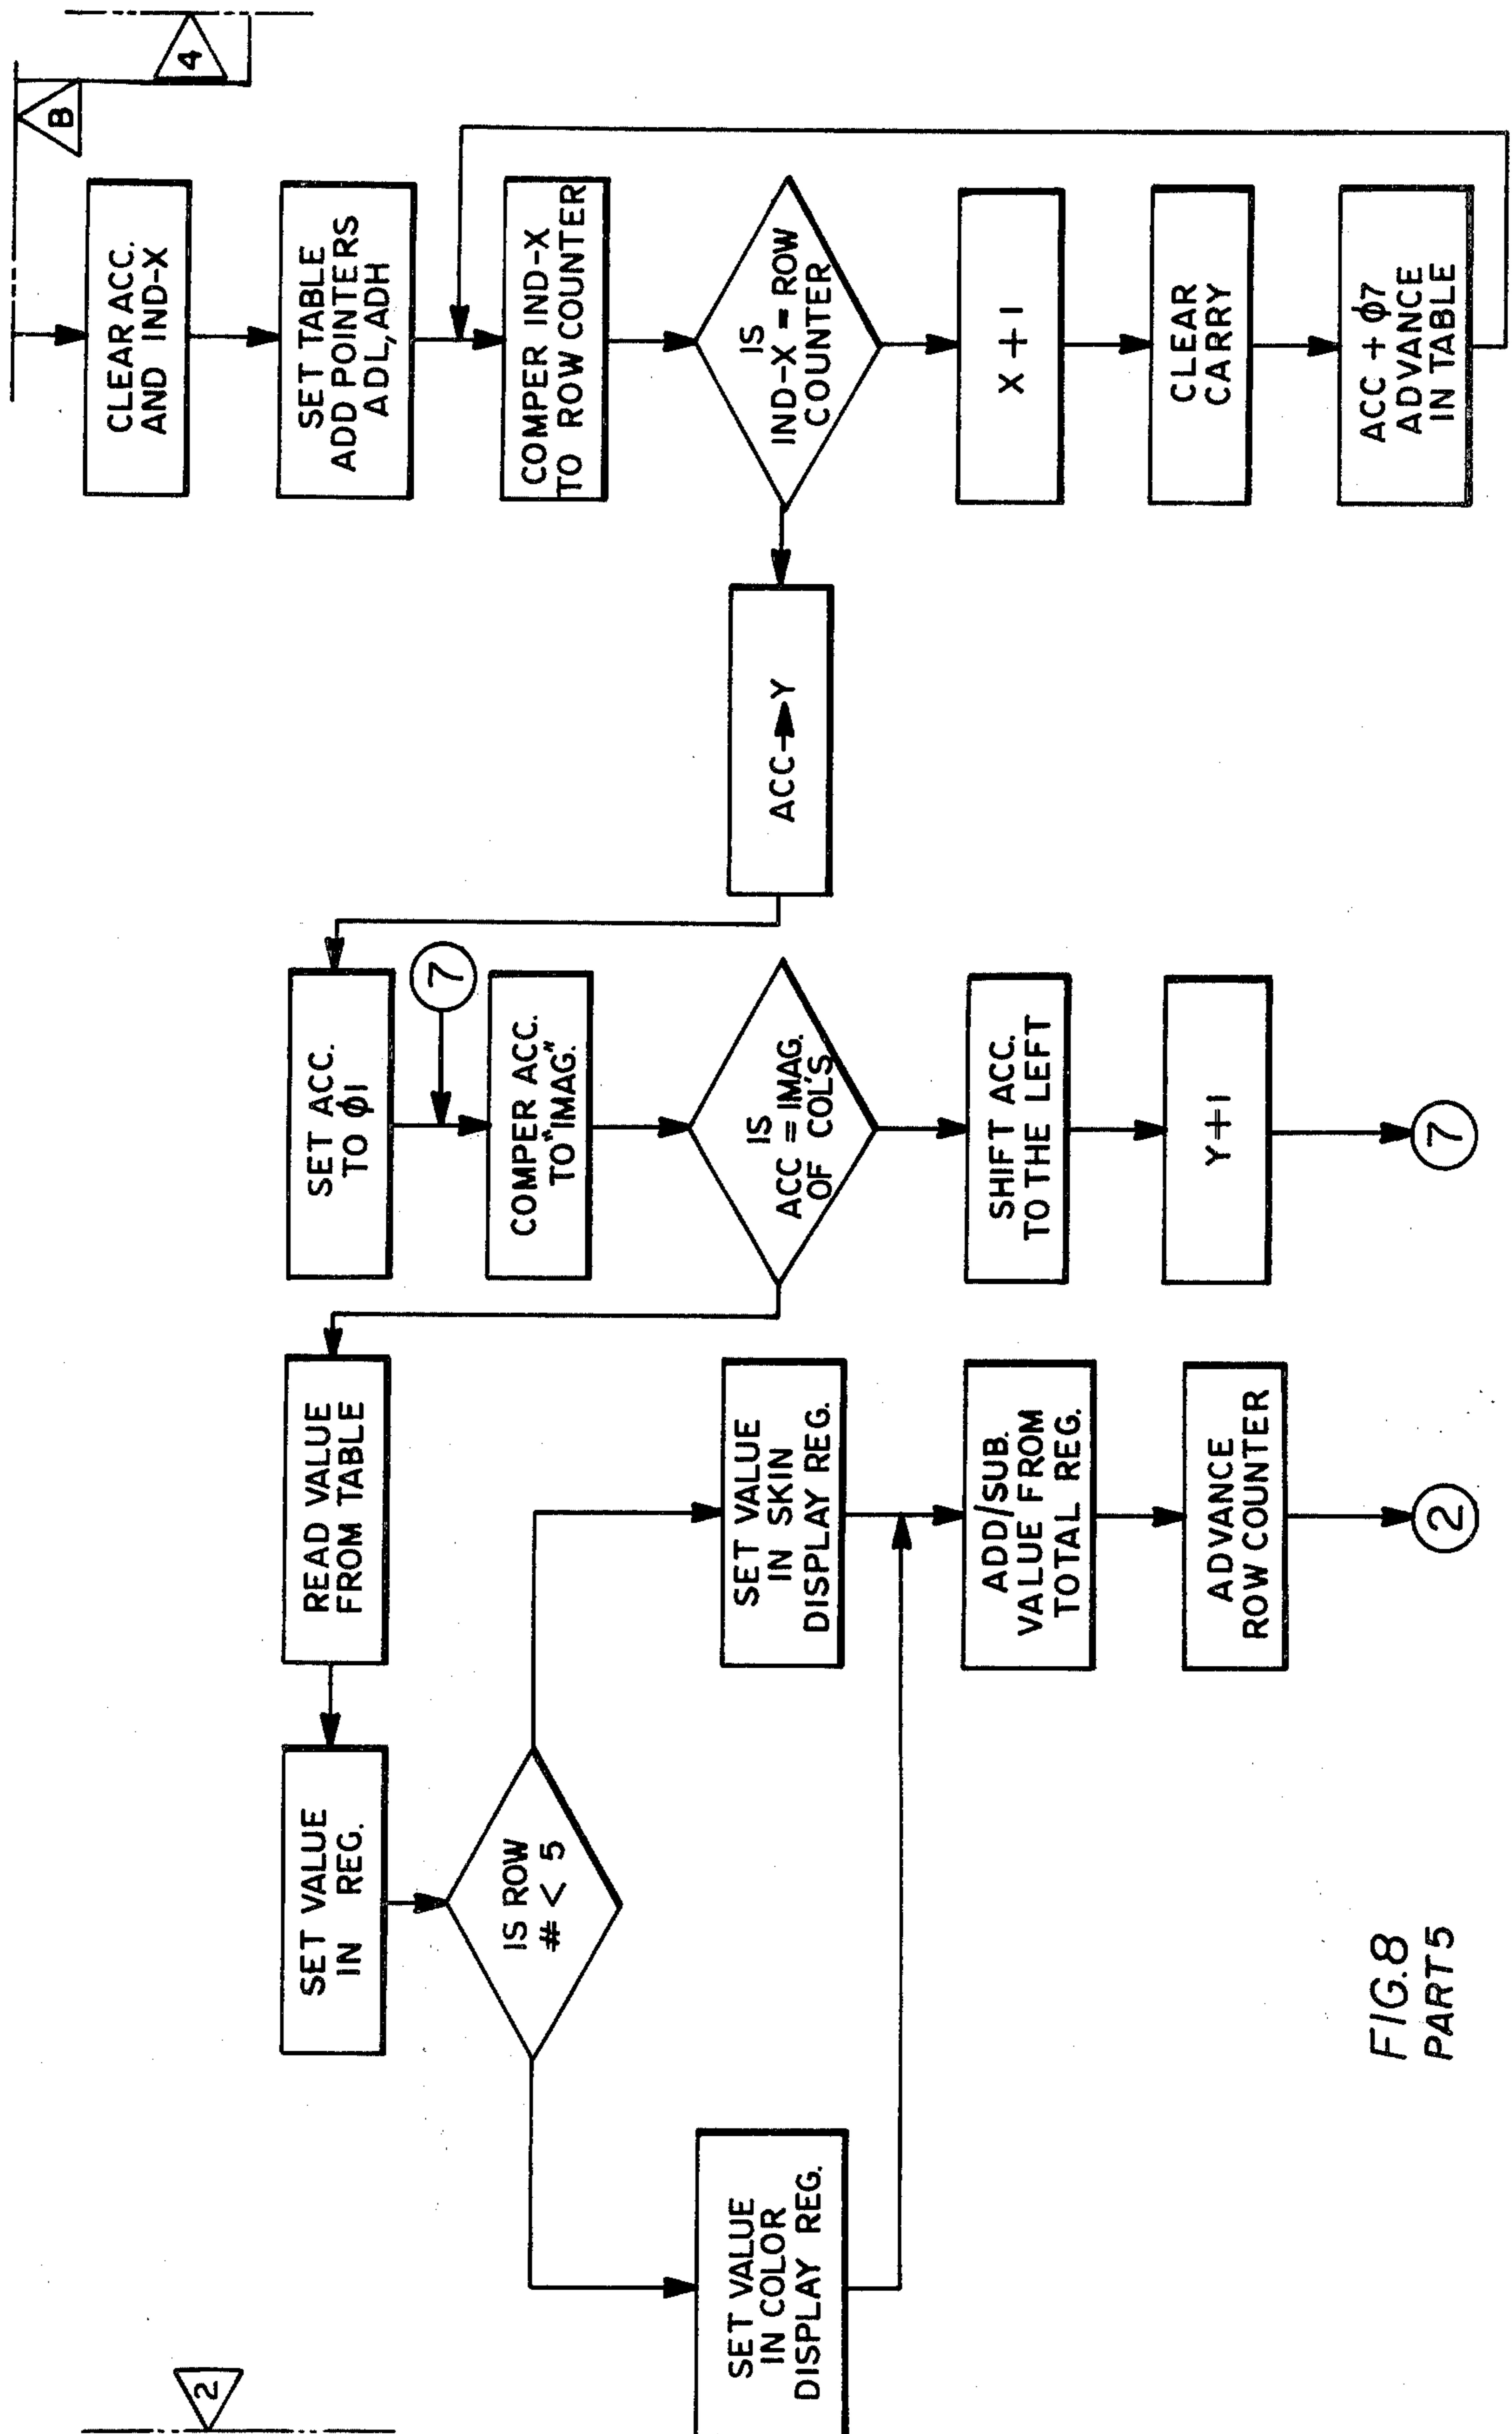 B
4
CLEAR ACC.
AND IND-X
SET TABLE
ADD POINTERS
ADL, ADH
COMPER IND-X
TO ROW COUNTER
IS
IND-X = ROW
COUNTER
X + 1
CLEAR
CARRY
ACC + φ7
ADVANCE
IN TABLE
ACC→Y
SET ACC.
TO φ1
7
COMPER ACC.
TO "IMAG."
IS
ACC = IMAG.
OF COL'S.
SHIFT ACC.
TO THE LEFT
Y+1
7
READ VALUE
FROM TABLE
SET VALUE
IN REG.
IS ROW
# < 5
SET VALUE
IN SKIN
DISPLAY REG.
ADD/SUB.
VALUE FROM
TOTAL REG.
ADVANCE
ROW COUNTER
2
SET VALUE
IN COLOR
DISPLAY REG.
2
FIG.8
PART 5